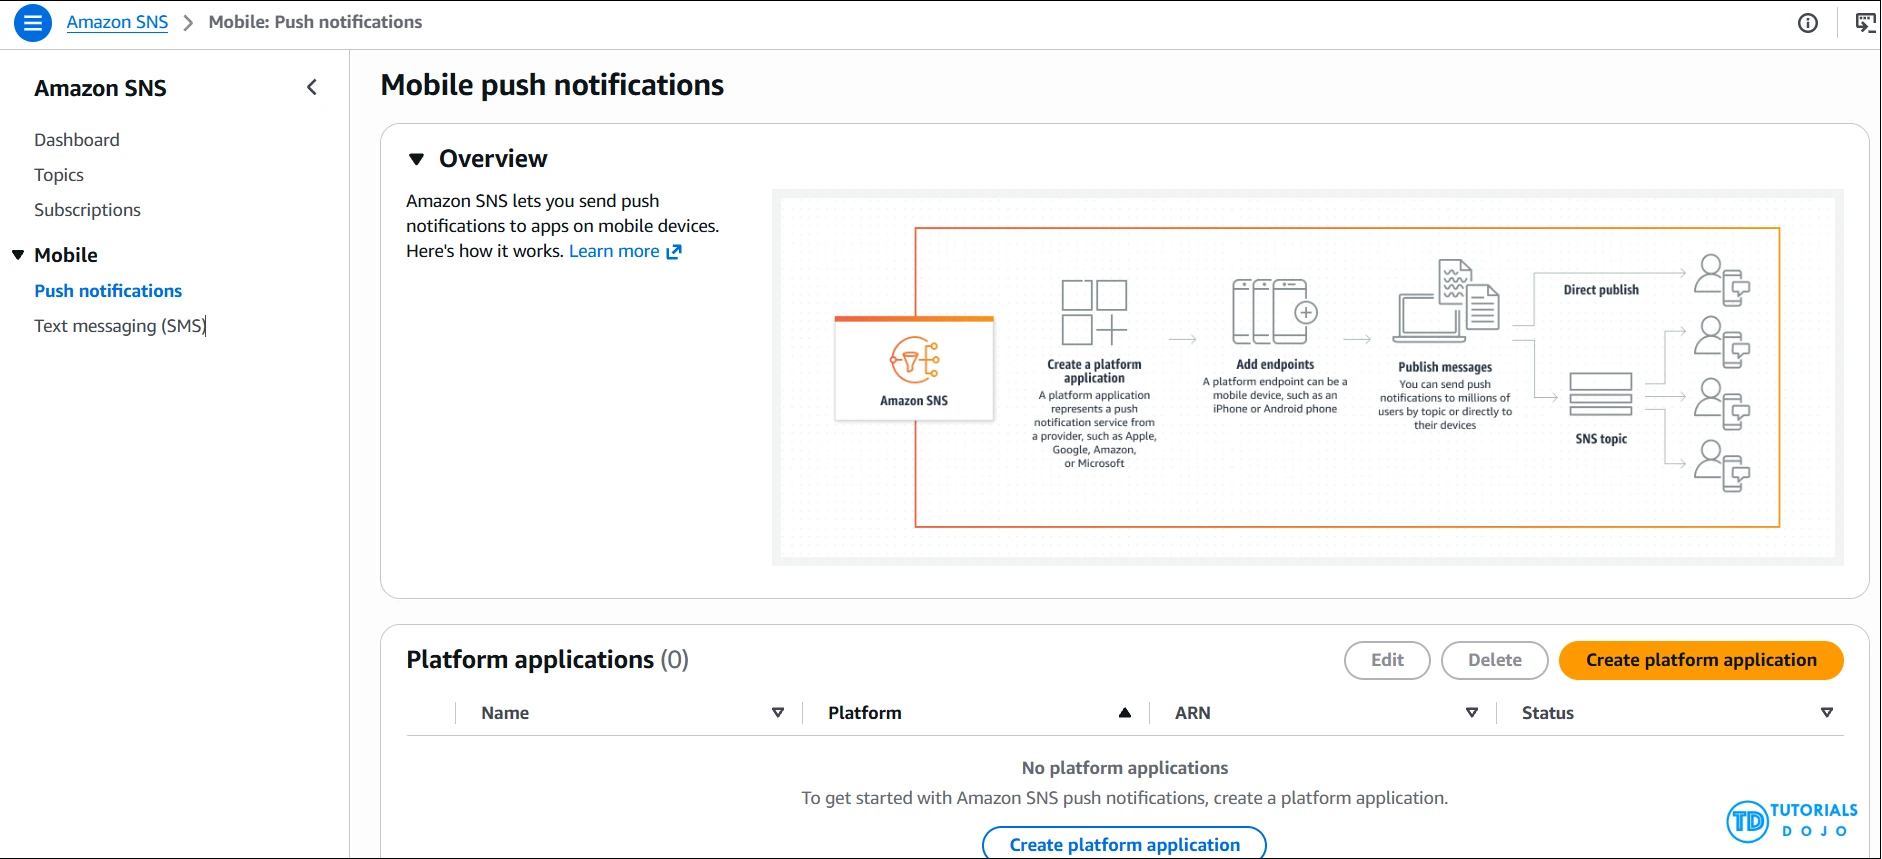 Amazon SNS > Mobile: Push notifications
Amazon SNS
Dashboard
Topics
Subscriptions
Mobile
Push notifications
Text messaging (SMS)
Mobile push notifications
Overview
Amazon SNS lets you send push
notifications to apps on mobile devices.
Here's how it works. Learn more
Amazon SNS
Create a platform
application
A platform application
represents a push
notification service from
a provider, such as Apple,
Google, Amazon,
or Microsoft
Add endpoints
A platform endpoint can be a
mobile device, such as an
iPhone or Android phone
Publish messages
You can send push
notifications to millions of
users by topic or directly to
their devices
Direct publish
SNS topic
Platform applications (0)
Edit
Delete
Create platform application
Name
Platform
ARN
Status
No platform applications
To get started with Amazon SNS push notifications, create a platform application.
Create platform application
TD TUTORIALS
DOJO